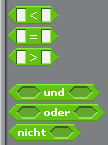 <
=
>
und
oder
nicht